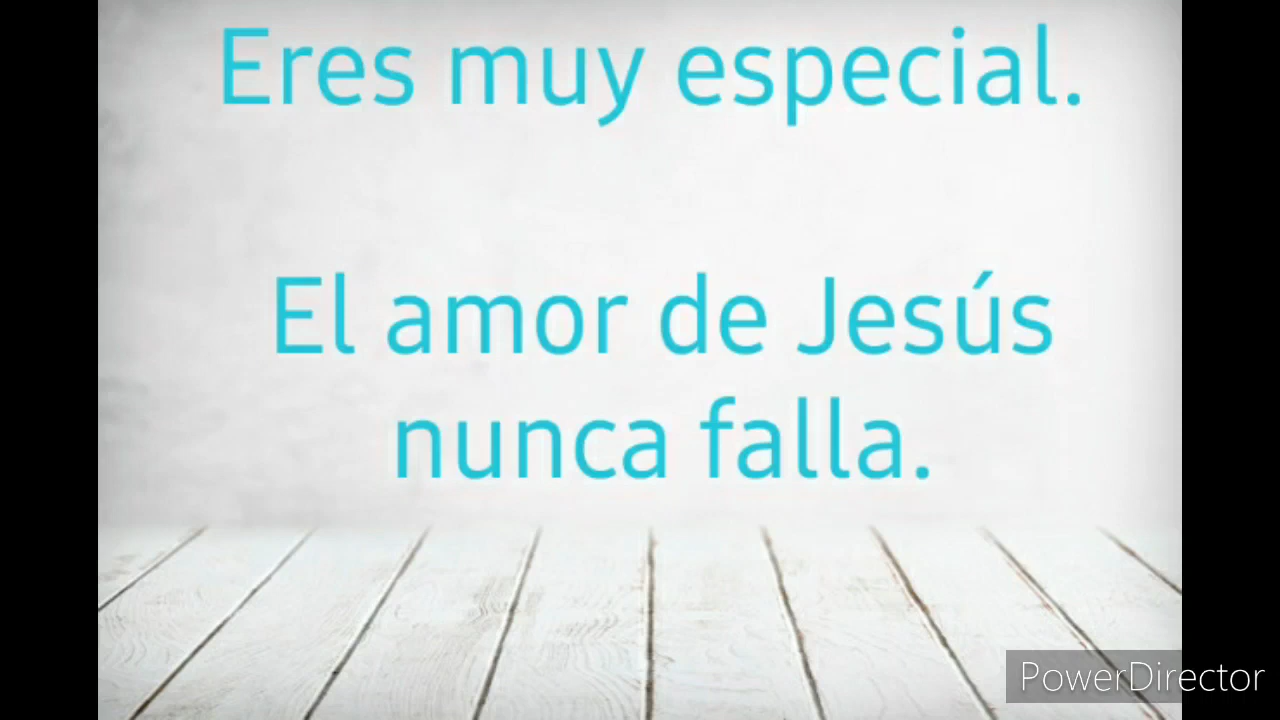 Eres muy especial.
El amor de Jesús
nunca falla.
PowerDirector